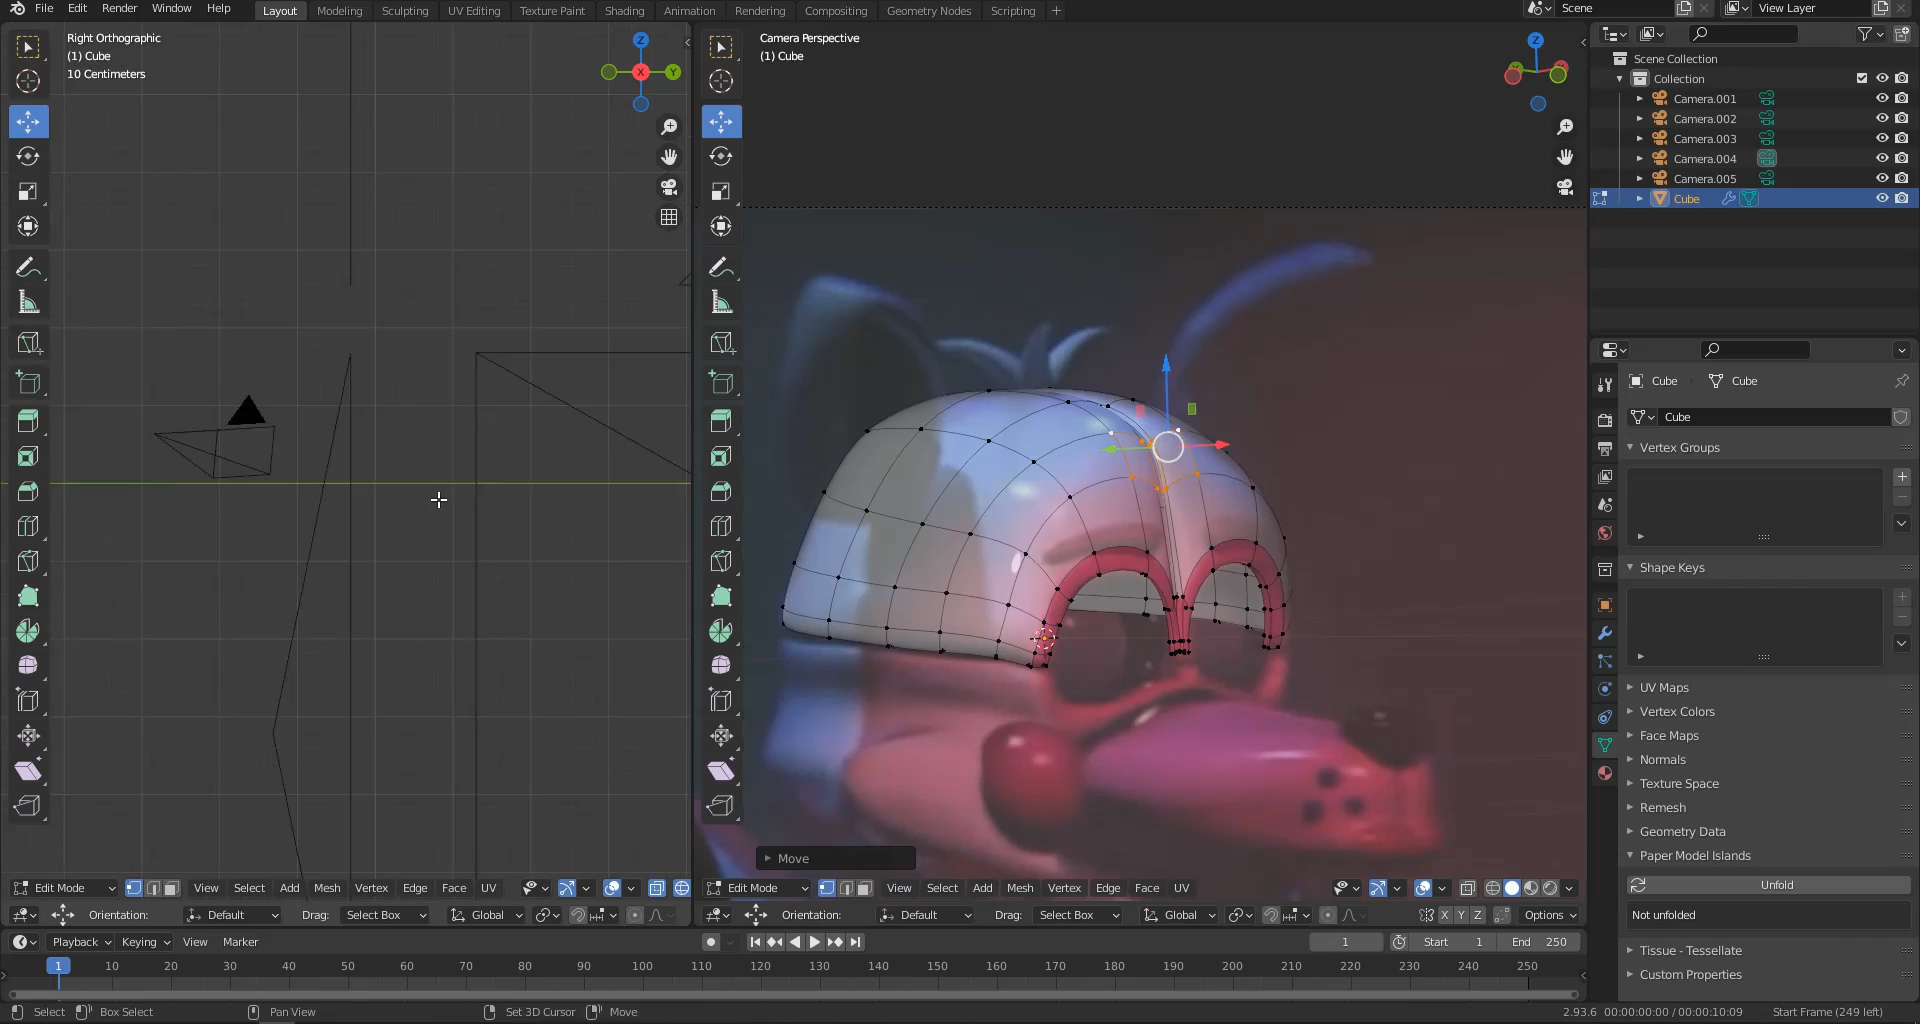 File Edit Render Window Help Layout Modeling Sculpting UV Editing Texture Paint Shading Animation Rendering Compositing Geometry Nodes Scripting + Scene View Layer
Right Orthographic
(1) Cube
10 Centimeters
Z
Y
X
Camera Perspective
(1) Cube
Z
Scene Collection
Collection
Camera.001
Camera.002
Camera.003
Camera.004
Camera.005
Cube
Cube Cube
Cube
Vertex Groups
Shape Keys
UV Maps
Vertex Colors
Face Maps
Normals
Texture Space
Remesh
Geometry Data
Paper Model Islands
Unfold
Not unfolded
Tissue - Tessellate
Custom Properties
Move
Edit Mode View Select Add Mesh Vertex Edge Face UV
Orientation: Default Drag: Select Box Global
Edit Mode View Select Add Mesh Vertex Edge Face UV
Orientation: Default Drag: Select Box Global X Y Z Options
Playback Keying View Marker 1 Start 1 End 250
1 10 20 30 40 50 60 70 80 90 100 110 120 130 140 150 160 170 180 190 200 210 220 230 240 250
Select Box Select Pan View Set 3D Cursor Move 2.93.6 00:00:00:00 / 00:00:10:09 Start Frame (249 left)